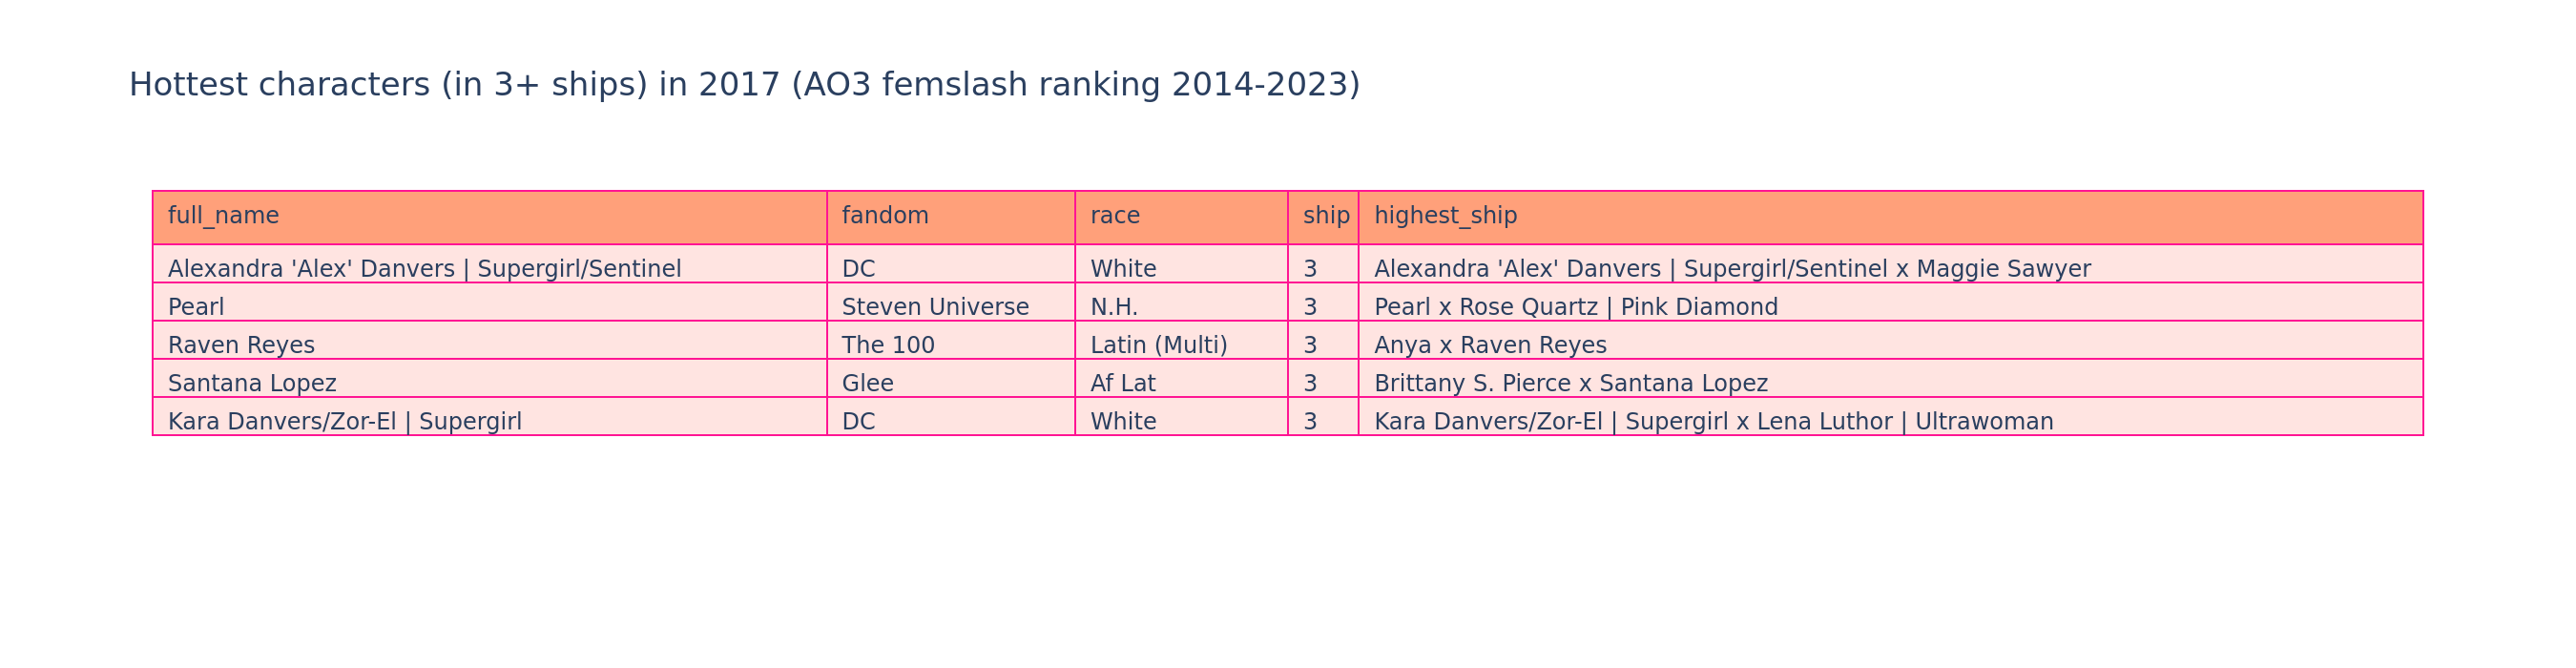 Hottest characters (in 3+ ships) in 2017 (AO3 femslash ranking 2014-2023)
full_name fandom race ship highest_ship
Alexandra 'Alex' Danvers | Supergirl/Sentinel DC White 3 Alexandra 'Alex' Danvers | Supergirl/Sentinel x Maggie Sawyer
Pearl Steven Universe N.H. 3 Pearl x Rose Quartz | Pink Diamond
Raven Reyes The 100 Latin (Multi) 3 Anya x Raven Reyes
Santana Lopez Glee Af Lat 3 Brittany S. Pierce x Santana Lopez
Kara Danvers/Zor-El | Supergirl DC White 3 Kara Danvers/Zor-El | Supergirl x Lena Luthor | Ultrawoman